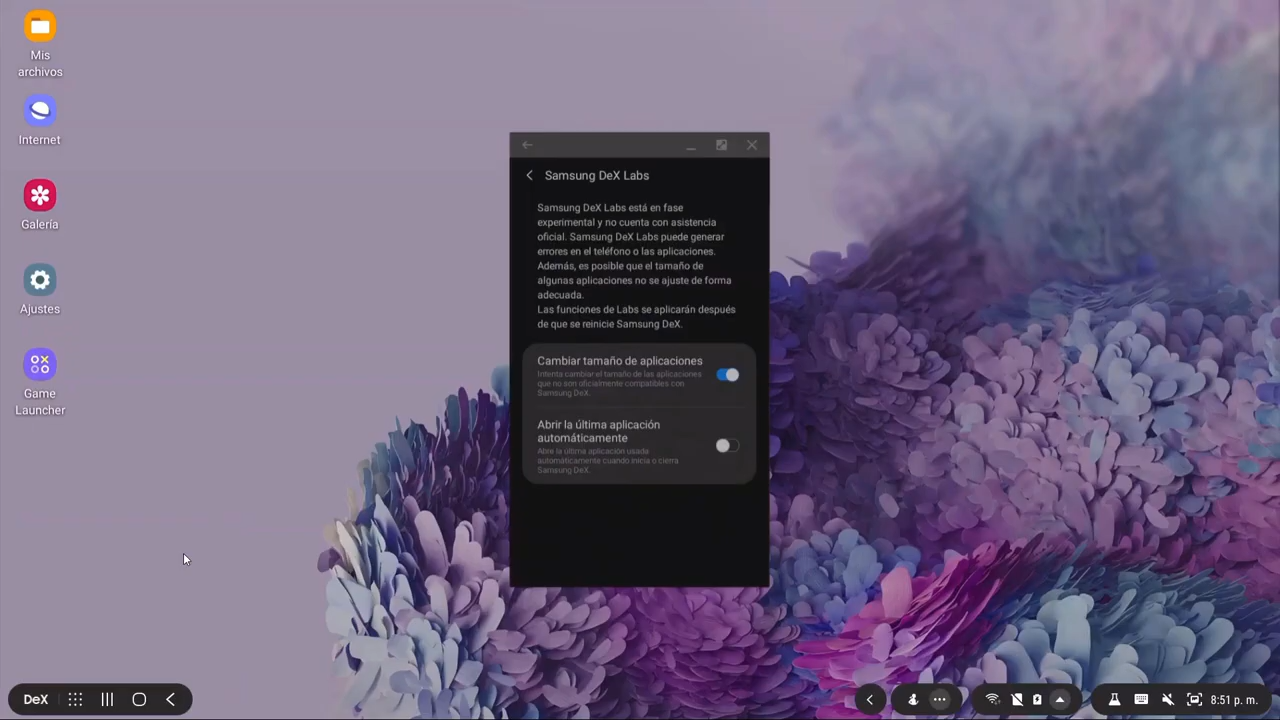 Mis
archivos
Internet
Galería
Ajustes
Game
Launcher
Samsung DeX Labs
Samsung DeX Labs está en fase
experimental y no cuenta con asistencia
oficial. Samsung DeX Labs puede generar
errores en el teléfono o las aplicaciones.
Además, es posible que el tamaño de
algunas aplicaciones no se ajuste de forma
adecuada.
Las funciones de Labs se aplicarán después
de que se reinicie Samsung DeX.
Cambiar tamaño de aplicaciones
Intenta cambiar el tamaño de las aplicaciones
que no son oficialmente compatibles con
Samsung DeX.
Abrir la última aplicación
automáticamente
Abre la última aplicación usada
automáticamente cuando inicia o cierra
Samsung DeX.
DeX
8:51 p. m.